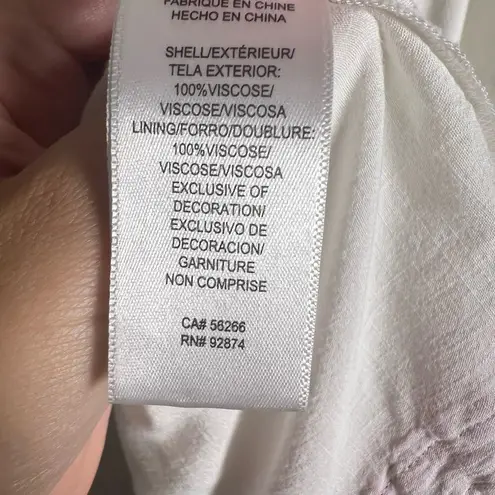 FABRIQUÉ EN CHINE
HECHO EN CHINA
SHELL/EXTÉRIEUR/
TELA EXTERIOR:
100%VISCOSE/
VISCOSE/VISCOSA
LINING/FORRO/DOUBLURE:
100%VISCOSE/
VISCOSE/VISCOSA
EXCLUSIVE OF
DECORATION/
EXCLUSIVO DE
DECORACION/
GARNITURE
NON COMPRISE
CA# 56266
RN# 92874